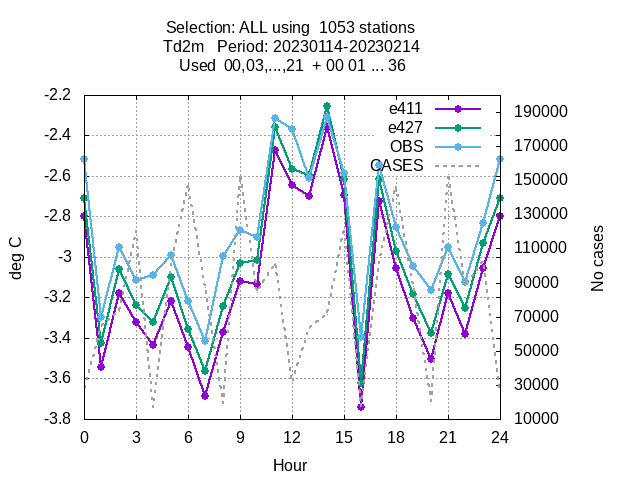 Selection: ALL using  1053 stations
Td2m   Period: 20230114-20230214
Used  00,03,...,21  + 00 01 ... 36
e411
e427
OBS
CASES
-2.2
-2.4
-2.6
-2.8
-3
-3.2
-3.4
-3.6
-3.8
190000
170000
150000
130000
110000
90000
70000
50000
30000
10000
deg C
No cases
0 3 6 9 12 15 18 21 24
Hour